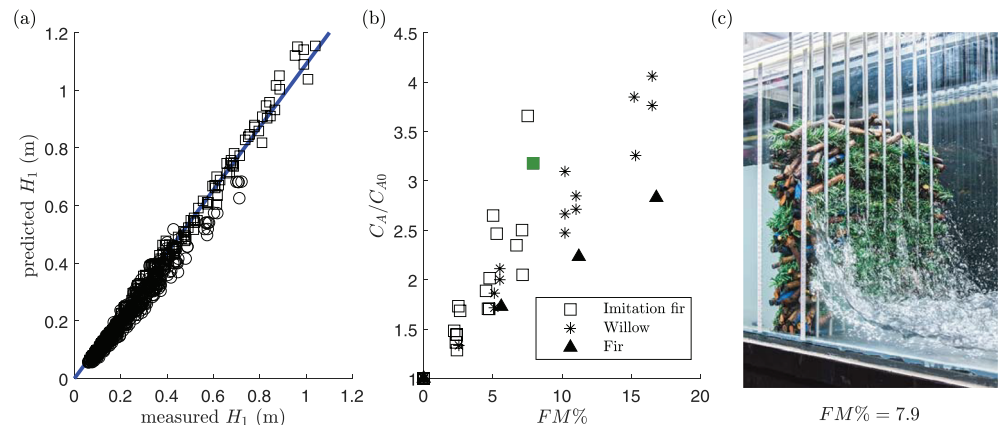 (a)
1.2
1
0.8
0.6
0.4
0.2
0
predicted H₁ (m)
0 0.2 0.4 0.6 0.8 1 1.2
measured H₁ (m)
(b)
4.5
4
3.5
3
2.5
2
1.5
1
C_A/C_A0
0 5 10 15 20
FM%
Imitation fir
Willow
Fir
(c)
FM% = 7.9